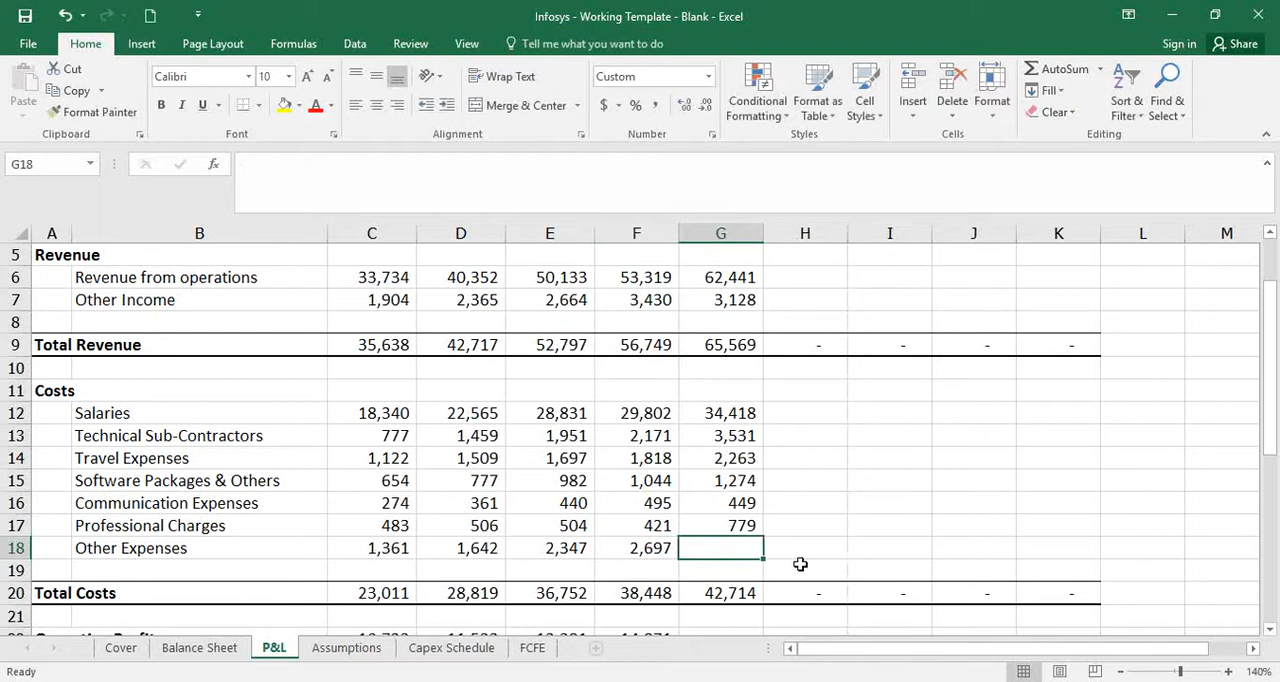 Infosys - Working Template - Blank - Excel
File Home Insert Page Layout Formulas Data Review View Tell me what you want to do Sign in Share
Paste Cut Copy Format Painter Clipboard
Calibri 10 A A B I U A Font
Wrap Text Merge & Center Alignment
Custom $ % , Number
Conditional Formatting Format as Table Cell Styles Styles
Insert Delete Format Cells
AutoSum Fill Clear Sort & Filter Find & Select Editing
G18 fx
A B C D E F G H I J K L M
5 Revenue
6 Revenue from operations 33,734 40,352 50,133 53,319 62,441
7 Other Income 1,904 2,365 2,664 3,430 3,128
8
9 Total Revenue 35,638 42,717 52,797 56,749 65,569 - - - -
10
11 Costs
12 Salaries 18,340 22,565 28,831 29,802 34,418
13 Technical Sub-Contractors 777 1,459 1,951 2,171 3,531
14 Travel Expenses 1,122 1,509 1,697 1,818 2,263
15 Software Packages & Others 654 777 982 1,044 1,274
16 Communication Expenses 274 361 440 495 449
17 Professional Charges 483 506 504 421 779
18 Other Expenses 1,361 1,642 2,347 2,697
19
20 Total Costs 23,011 28,819 36,752 38,448 42,714 - - - -
21
Cover Balance Sheet P&L Assumptions Capex Schedule FCFE
Ready 140%